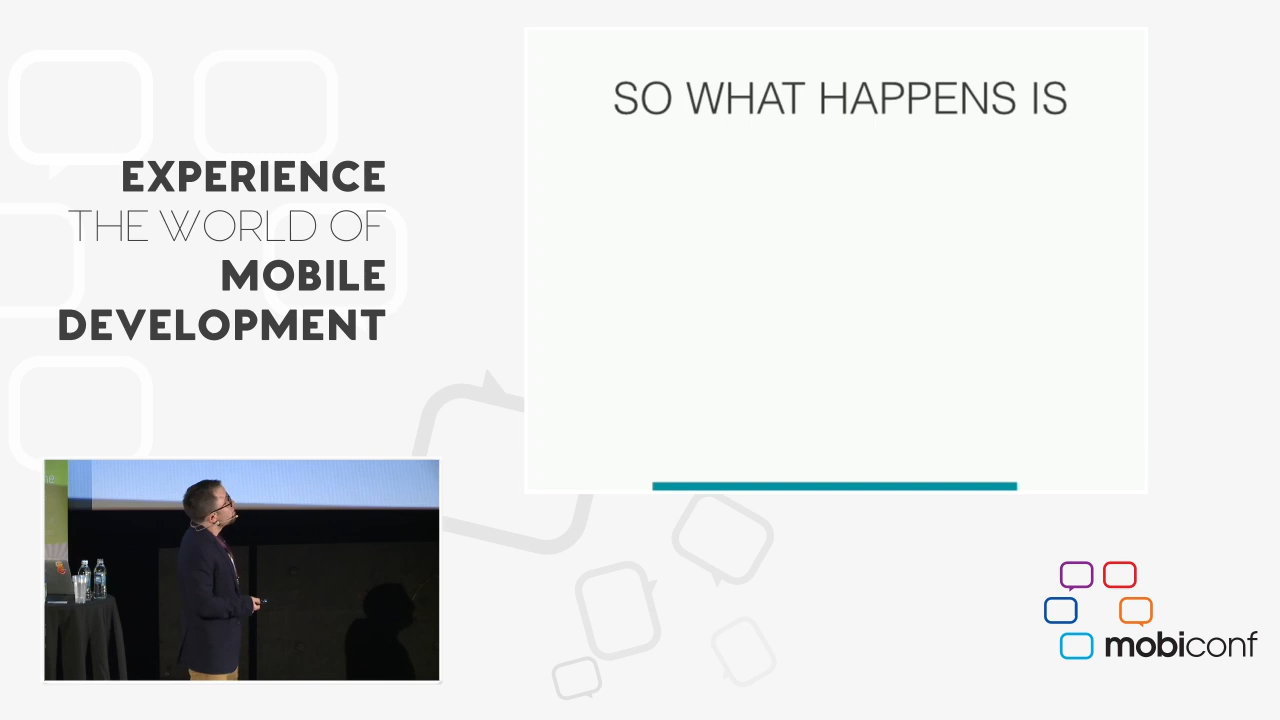 EXPERIENCE
THE WORLD OF
MOBILE
DEVELOPMENT
SO WHAT HAPPENS IS
mobiconf